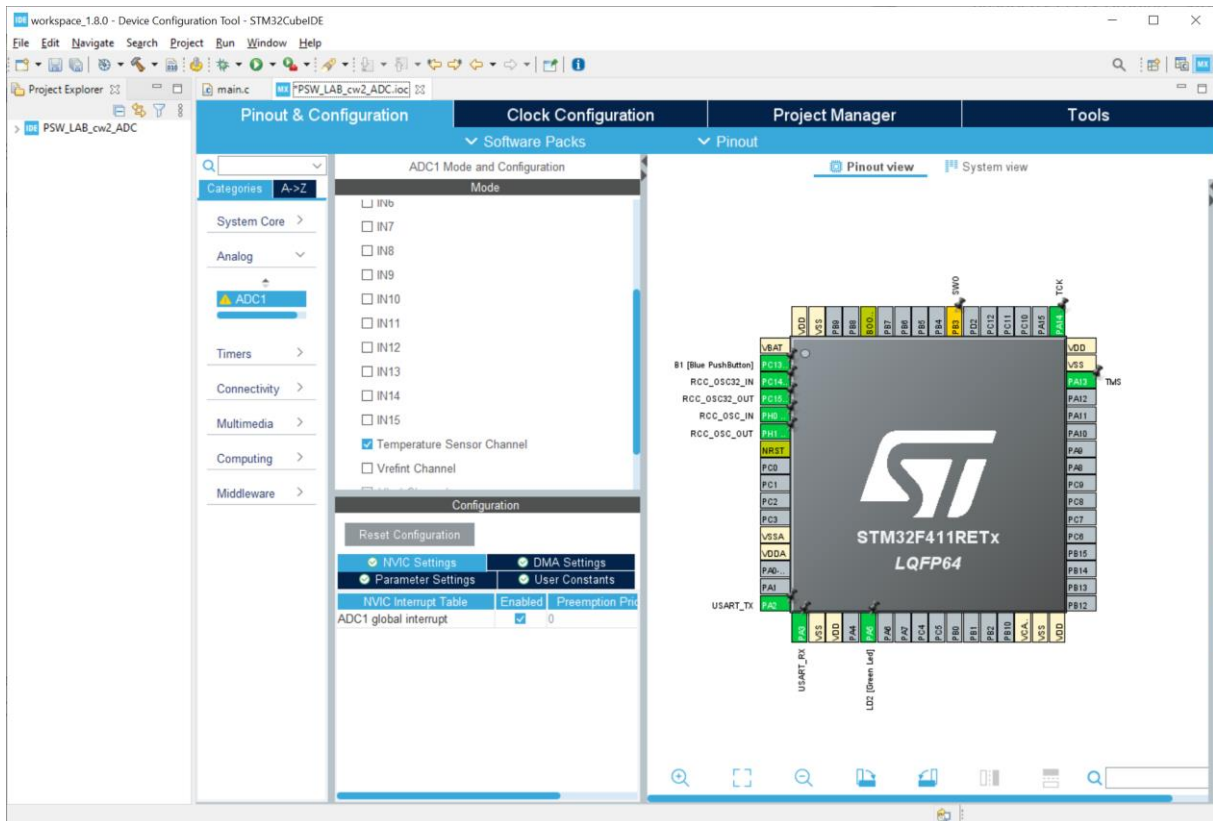 workspace_1.8.0 - Device Configuration Tool - STM32CubeIDE
File Edit Navigate Search Project Run Window Help
Project Explorer
main.c
*PSW_LAB_cw2_ADC.ioc
PSW_LAB_cw2_ADC
Pinout & Configuration
Clock Configuration
Project Manager
Tools
Software Packs
Pinout
Categories
A->Z
System Core
Analog
ADC1
Timers
Connectivity
Multimedia
Computing
Middleware
ADC1 Mode and Configuration
Mode
IN6
IN7
IN8
IN9
IN10
IN11
IN12
IN13
IN14
IN15
Temperature Sensor Channel
Vrefint Channel
Configuration
Reset Configuration
NVIC Settings
DMA Settings
Parameter Settings
User Constants
NVIC Interrupt Table
Enabled
Preemption Prio
ADC1 global interrupt
0
Pinout view
System view
SWO
TCK
VDD
VSS
PB9
PB8
BOO..
PB7
PB6
PB5
PB4
PB3
PD2
PC12
PC11
PC10
PA15
PA14
B1 [Blue PushButton]
RCC_OSC32_IN
RCC_OSC32_OUT
RCC_OSC_IN
RCC_OSC_OUT
USART_TX
VBAT
PC13..
PC14..
PC15..
PH0 ..
PH1 ..
NRST
PC0
PC1
PC2
PC3
VSSA
VDDA
PA0-..
PA1
PA2
STM32F411RETx
LQFP64
VDD
VSS
PA13
TMS
PA12
PA11
PA10
PA9
PA8
PC9
PC8
PC7
PC6
PB15
PB14
PB13
PB12
PA3
VSS
VDD
PA4
PA5
PA6
PA7
PC4
PC5
PB0
PB1
PB2
PB10
VCA..
VSS
VDD
USART_RX
LD2 [Green Led]